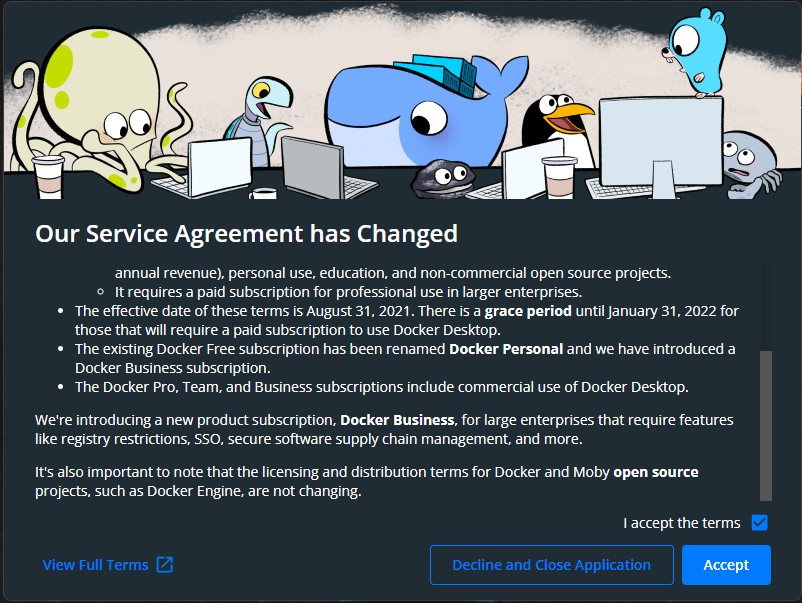 Our Service Agreement has Changed
annual revenue), personal use, education, and non-commercial open source projects.
It requires a paid subscription for professional use in larger enterprises.
The effective date of these terms is August 31, 2021. There is a grace period until January 31, 2022 for
those that will require a paid subscription to use Docker Desktop.
The existing Docker Free subscription has been renamed Docker Personal and we have introduced a
Docker Business subscription.
The Docker Pro, Team, and Business subscriptions include commercial use of Docker Desktop.
We're introducing a new product subscription, Docker Business, for large enterprises that require features
like registry restrictions, SSO, secure software supply chain management, and more.
It's also important to note that the licensing and distribution terms for Docker and Moby open source
projects, such as Docker Engine, are not changing.
I accept the terms
View Full Terms
Decline and Close Application
Accept